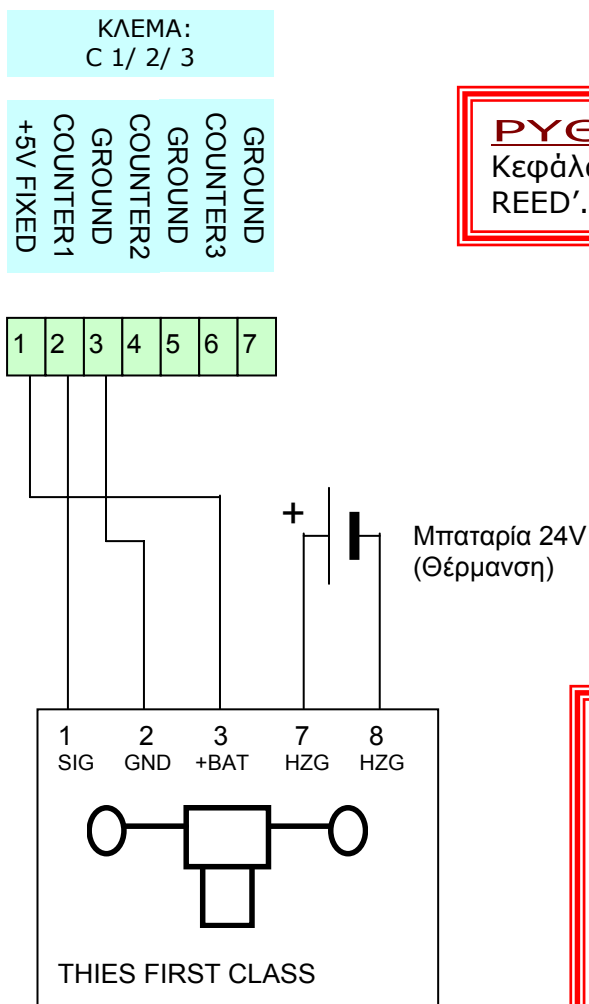 ΚΛΕΜΑ:
C 1/ 2/ 3
+5V FIXED
COUNTER1
GROUND
COUNTER2
GROUND
COUNTER3
GROUND
REED’.
1 2 3 4 5 6 7
+
Μπαταρία 24V
(Θέρμανση)
1 2 3 7 8
SIG GND +BAT HZG HZG
THIES FIRST CLASS